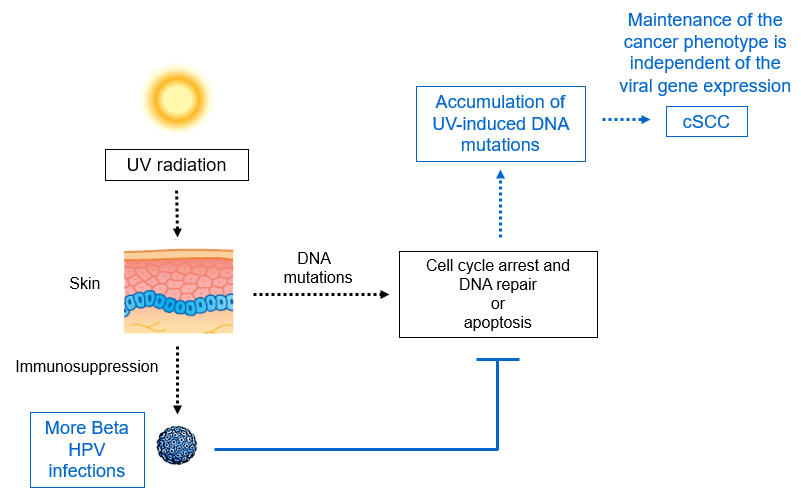 Maintenance of the
cancer phenotype is
independent of the
viral gene expression
Accumulation of
UV-induced DNA
mutations
cSCC
UV radiation
Skin
DNA
mutations
Cell cycle arrest and
DNA repair
or
apoptosis
Immunosuppression
More Beta
HPV
infections